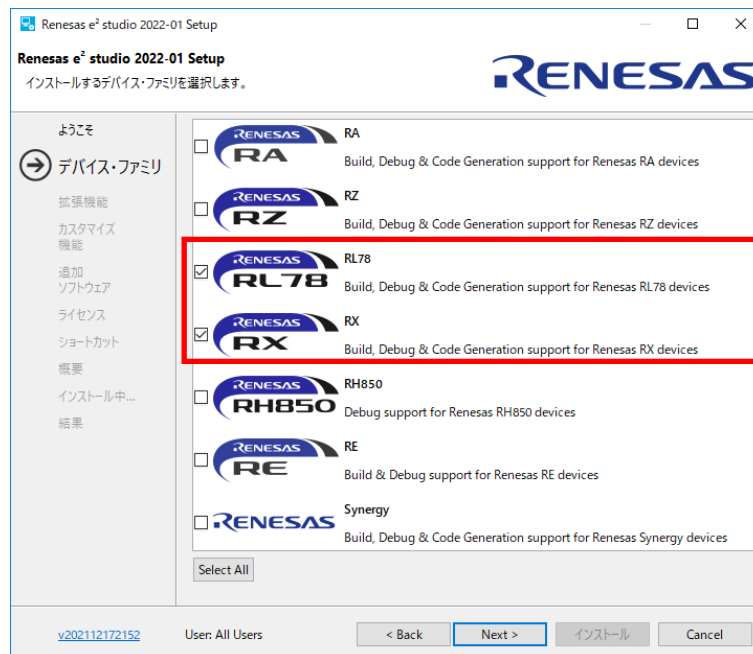 Renesas e² studio 2022-01 Setup
Renesas e² studio 2022-01 Setup
インストールするデバイス・ファミリを選択します。
RENESAS
ようこそ
デバイス・ファミリ
拡張機能
カスタマイズ
機能
追加
ソフトウェア
ライセンス
ショートカット
概要
インストール中...
結果
RENESAS
RA
RA
Build, Debug & Code Generation support for Renesas RA devices
RENESAS
RZ
RZ
Build, Debug & Code Generation support for Renesas RZ devices
RENESAS
RL78
RL78
Build, Debug & Code Generation support for Renesas RL78 devices
RENESAS
RX
RX
Build, Debug & Code Generation support for Renesas RX devices
RENESAS
RH850
RH850
Debug support for Renesas RH850 devices
RENESAS
RE
RE
Build & Debug support for Renesas RE devices
RENESAS
Synergy
Build, Debug & Code Generation support for Renesas Synergy devices
Select All
v202112172152
User: All Users
< Back
Next >
インストール
Cancel